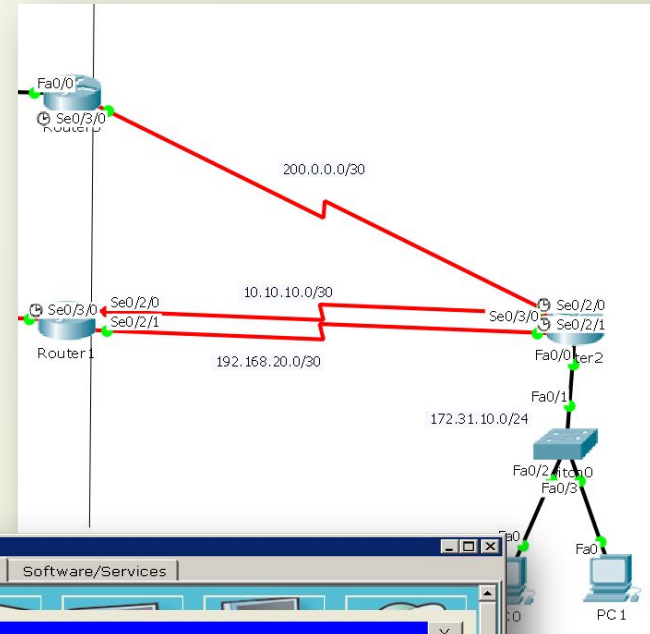 Fa0/0
Se0/3/0
200.0.0.0/30
10.10.10.0/30
Se0/3/0
Se0/2/0
Se0/2/1
Router1
192.168.20.0/30
Se0/3/0
Se0/2/0
Se0/2/1
Fa0/0
ter2
Fa0/1
172.31.10.0/24
Fa0/2
Fa0/3
Fa0
PC1
Software/Services